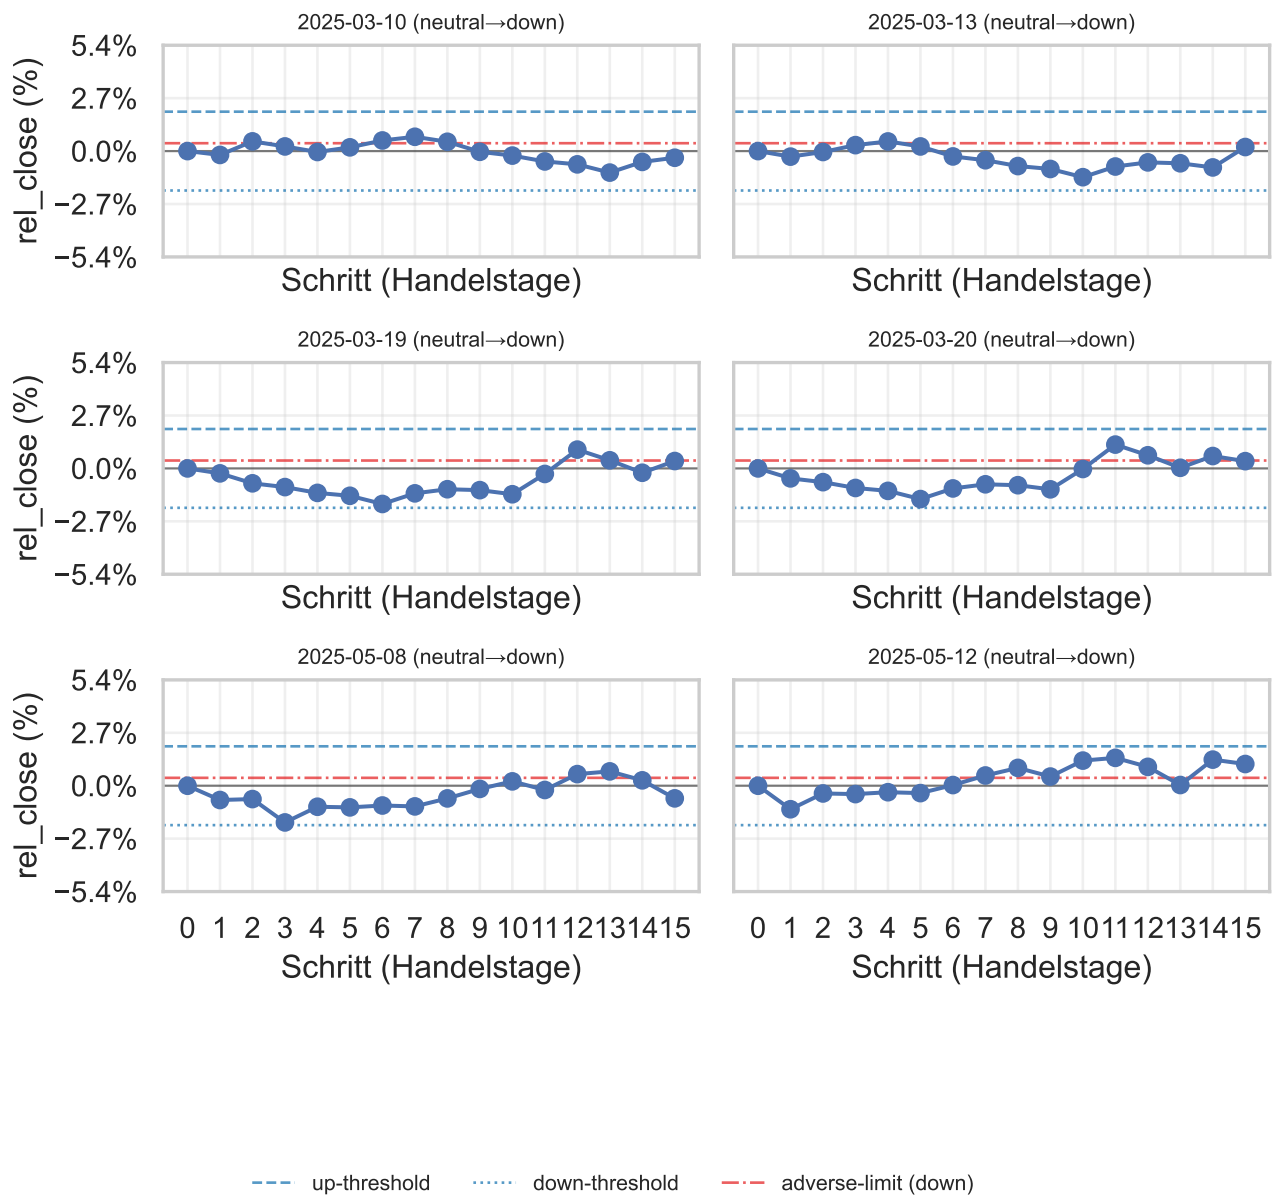 2025-03-10 (neutral→down)
2025-03-13 (neutral→down)
rel_close (%)
5.4%
2.7%
0.0%
−2.7%
−5.4%
Schritt (Handelstage)
Schritt (Handelstage)
2025-03-19 (neutral→down)
2025-03-20 (neutral→down)
rel_close (%)
5.4%
2.7%
0.0%
−2.7%
−5.4%
Schritt (Handelstage)
Schritt (Handelstage)
2025-05-08 (neutral→down)
2025-05-12 (neutral→down)
rel_close (%)
5.4%
2.7%
0.0%
−2.7%
−5.4%
0 1 2 3 4 5 6 7 8 9 10 11 12 13 14 15
0 1 2 3 4 5 6 7 8 9 10 11 12 13 14 15
Schritt (Handelstage)
Schritt (Handelstage)
up-threshold
down-threshold
adverse-limit (down)